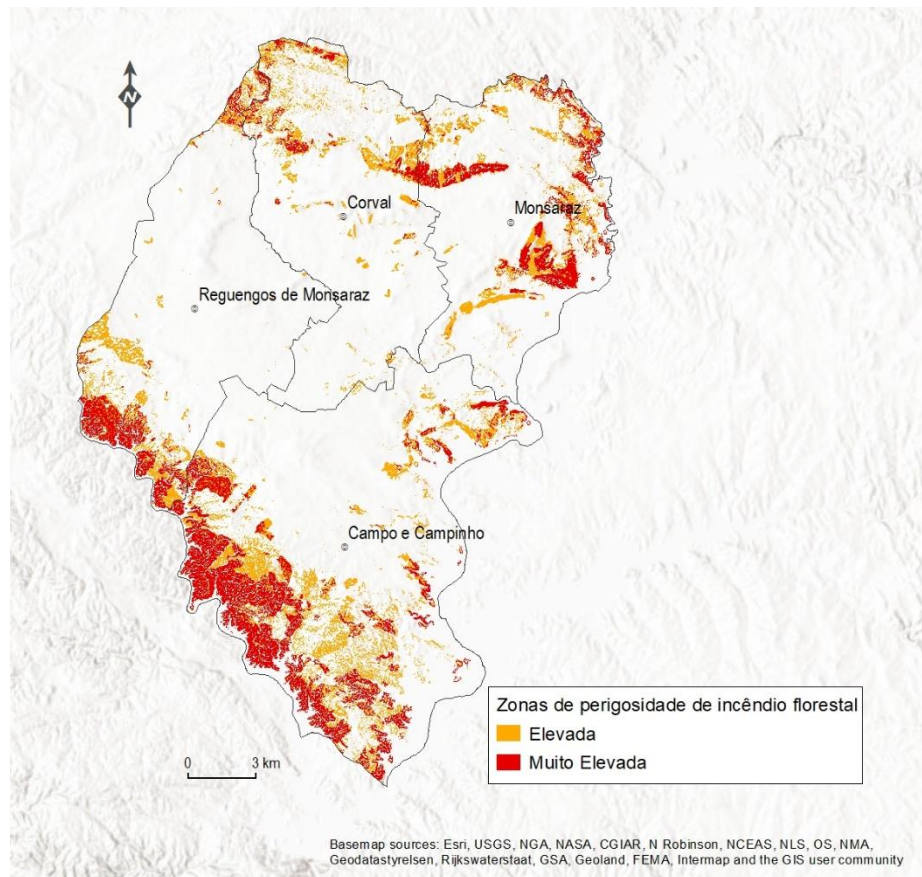 N
Corval
Monsaraz
Reguengos de Monsaraz
Campo e Campinho
Zonas de perigosidade de incêndio florestal
Elevada
Muito Elevada
0 3 km
Basemap sources: Esri, USGS, NGA, NASA, CGIAR, N Robinson, NCEAS, NLS, OS, NMA,
Geodatastyrelsen, Rijkswaterstaat, GSA, Geoland, FEMA, Intermap and the GIS user community